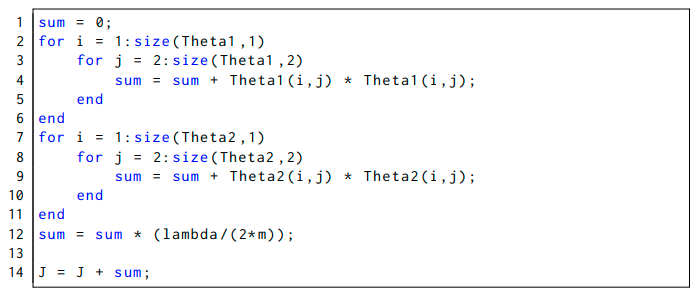 1 sum = 0;
2 for i = 1:size(Theta1,1)
3     for j = 2:size(Theta1,2)
4         sum = sum + Theta1(i,j) * Theta1(i,j);
5     end
6 end
7 for i = 1:size(Theta2,1)
8     for j = 2:size(Theta2,2)
9         sum = sum + Theta2(i,j) * Theta2(i,j);
10     end
11 end
12 sum = sum * (lambda/(2*m));
13
14 J = J + sum;